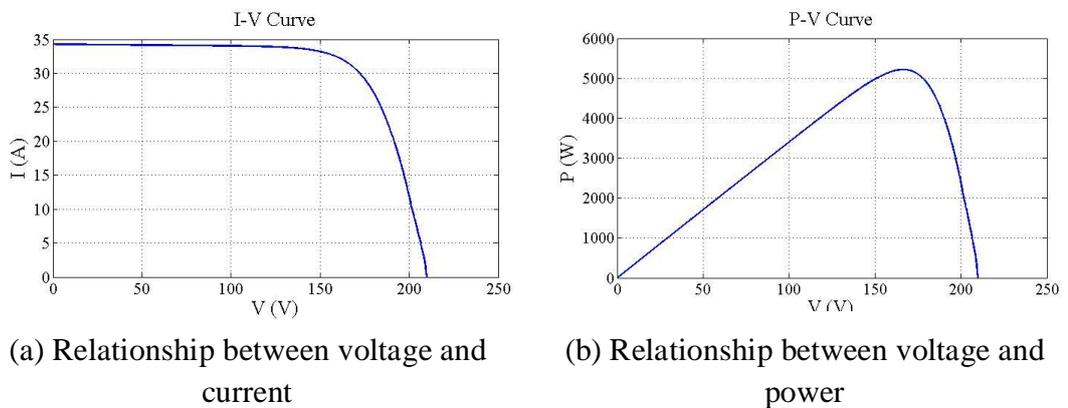 I-V Curve
35
30
25
20
15
10
5
0
I (A)
0 50 100 150 200 250
V (V)
(a) Relationship between voltage and
current
P-V Curve
6000
5000
4000
3000
2000
1000
0
P (W)
0 50 100 150 200 250
V (V)
(b) Relationship between voltage and
power